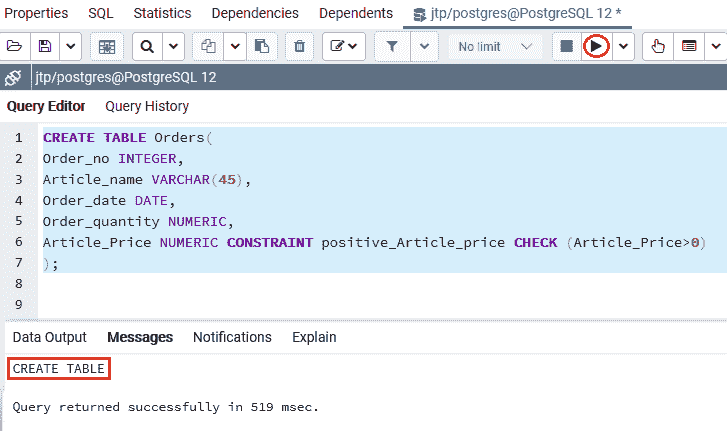 Properties SQL Statistics Dependencies Dependents jtp/postgres@PostgreSQL 12 *
No limit
jtp/postgres@PostgreSQL 12
Query Editor Query History
1 CREATE TABLE Orders(
2 Order_no INTEGER,
3 Article_name VARCHAR(45),
4 Order_date DATE,
5 Order_quantity NUMERIC,
6 Article_Price NUMERIC CONSTRAINT positive_Article_price CHECK (Article_Price>0)
7 );
8
9
Data Output Messages Notifications Explain
CREATE TABLE
Query returned successfully in 519 msec.